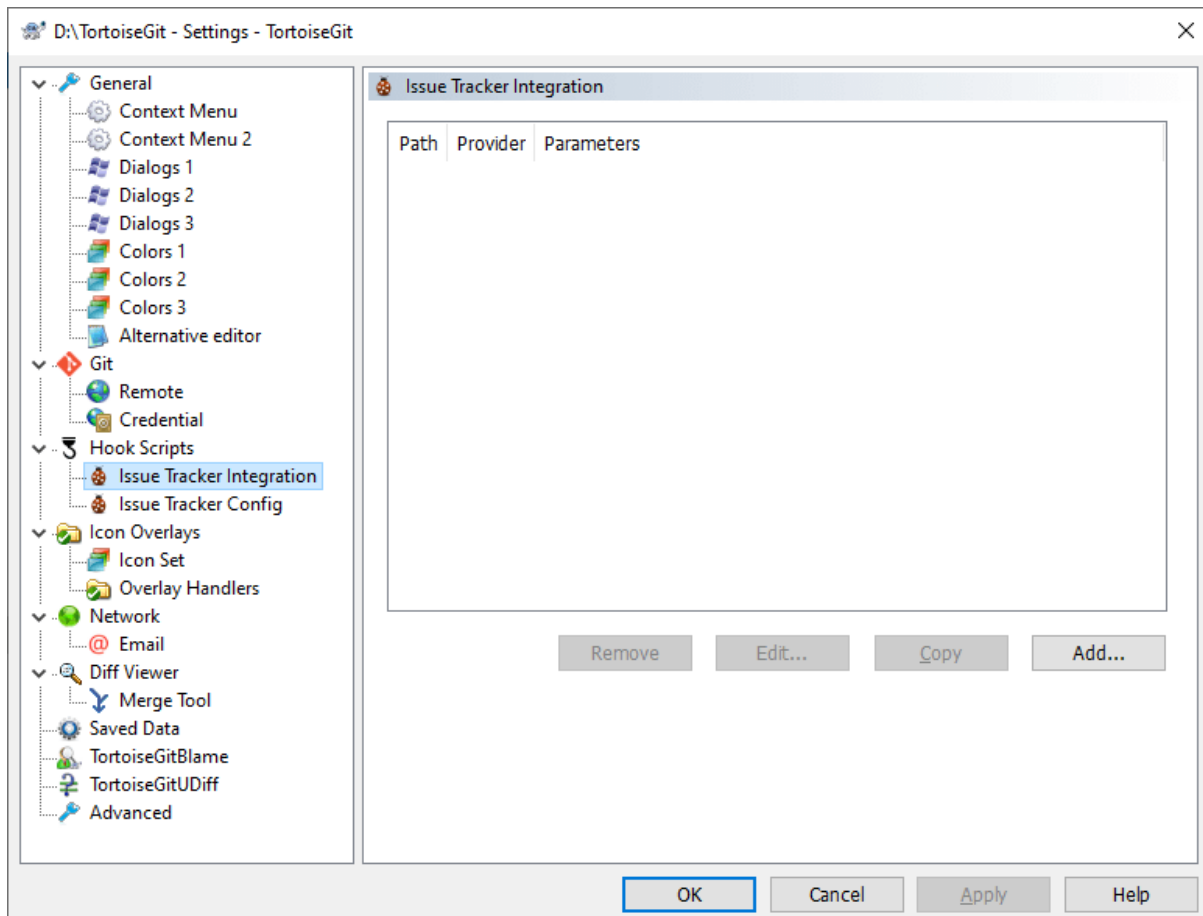 D:\TortoiseGit - Settings - TortoiseGit
General
Context Menu
Context Menu 2
Dialogs 1
Dialogs 2
Dialogs 3
Colors 1
Colors 2
Colors 3
Alternative editor
Git
Remote
Credential
Hook Scripts
Issue Tracker Integration
Issue Tracker Config
Icon Overlays
Icon Set
Overlay Handlers
Network
Email
Diff Viewer
Merge Tool
Saved Data
TortoiseGitBlame
TortoiseGitUDiff
Advanced
Issue Tracker Integration
Path Provider Parameters
Remove Edit... Copy Add...
OK Cancel Apply Help